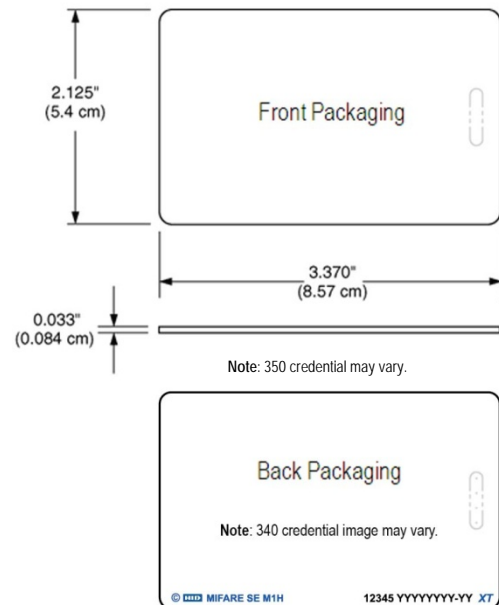 2.125"
(5.4 cm)
Front Packaging
3.370"
(8.57 cm)
0.033"
(0.084 cm)
Note: 350 credential may vary.
Back Packaging
Note: 340 credential image may vary.
© HID MIFARE SE M1H 12345 YYYYYYYY-YY XT